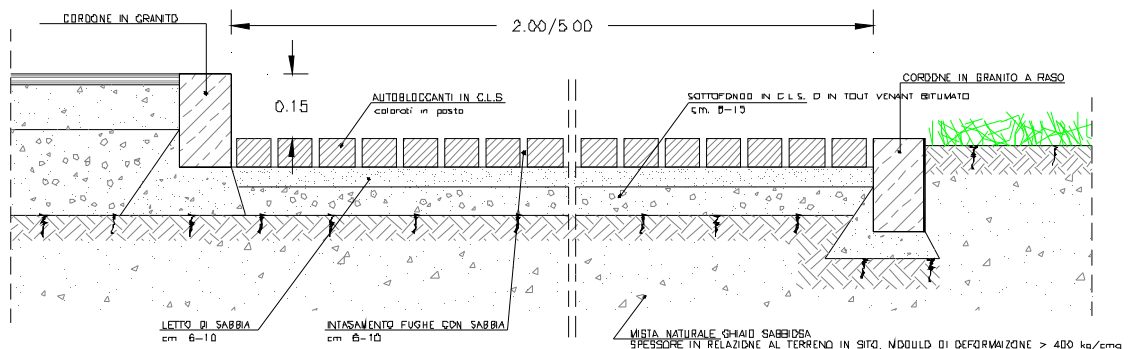 CORDONE IN GRANITO
2.00/5.00
CORDONE IN GRANITO A RASO
0.15
AUTOBLOCCANTI IN C.L.S
colorati in pasta
SOTTOFONDO IN C.L.S. O IN TOUT VENANT BITUMATO
cm. 8-15
LETTO DI SABBIA
cm 6-10
INTASAMENTO FUGHE CON SABBIA
cm 6-10
MISTA NATURALE GHIAIO SABBIOSA
SPESSORE IN RELAZIONE AL TERRENO IN SITO. MODULO DI DEFORMAIZONE > 400 kg/cmq